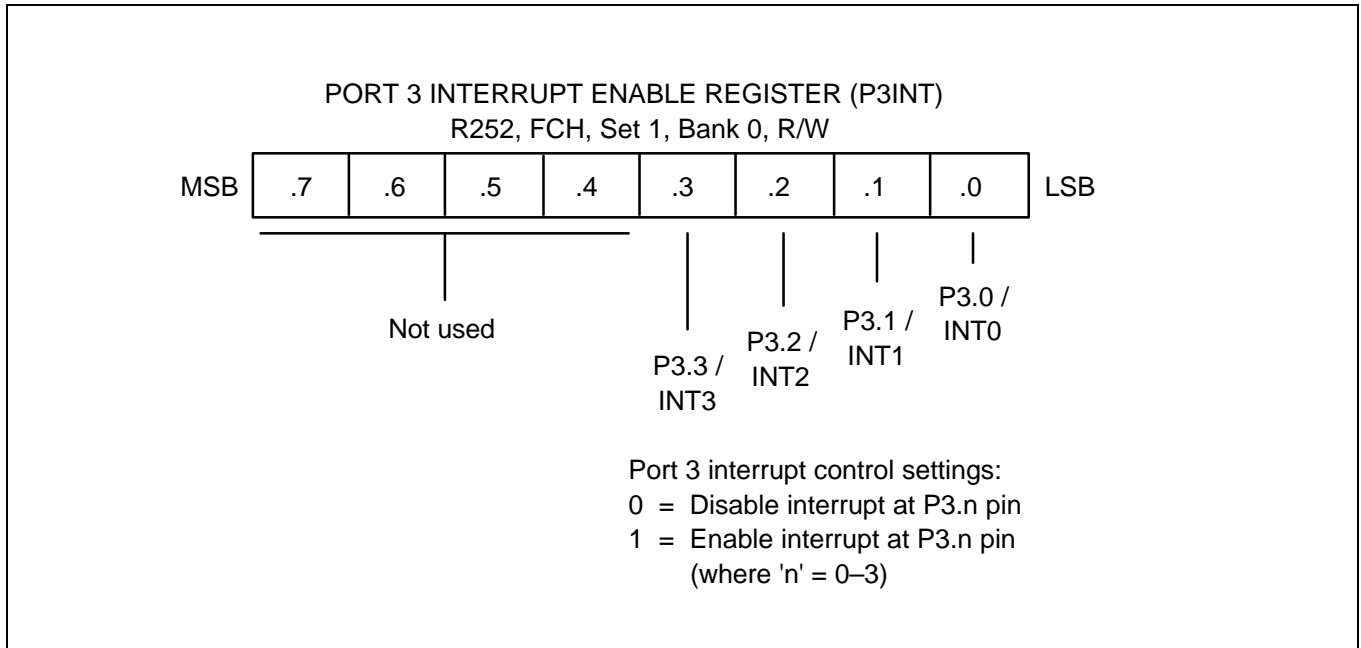 PORT 3 INTERRUPT ENABLE REGISTER (P3INT)
R252, FCH, Set 1, Bank 0, R/W
MSB .7 .6 .5 .4 .3 .2 .1 .0 LSB
Not used
P3.3 /
INT3
P3.2 /
INT2
P3.1 /
INT1
P3.0 /
INT0
Port 3 interrupt control settings:
0 = Disable interrupt at P3.n pin
1 = Enable interrupt at P3.n pin
(where 'n' = 0–3)